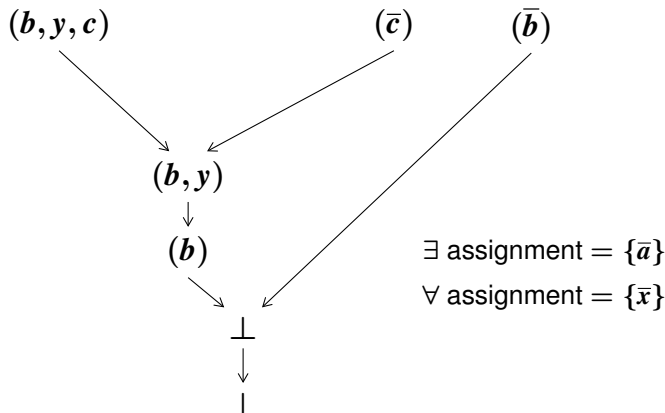 (b, y, c) (c̄) (b̄)
(b, y)
(b)
∃ assignment = {a̅}
∀ assignment = {x̅}
⊥